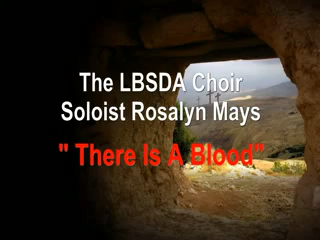 The LBSDA Choir
Soloist Rosalyn Mays
" There Is A Blood"